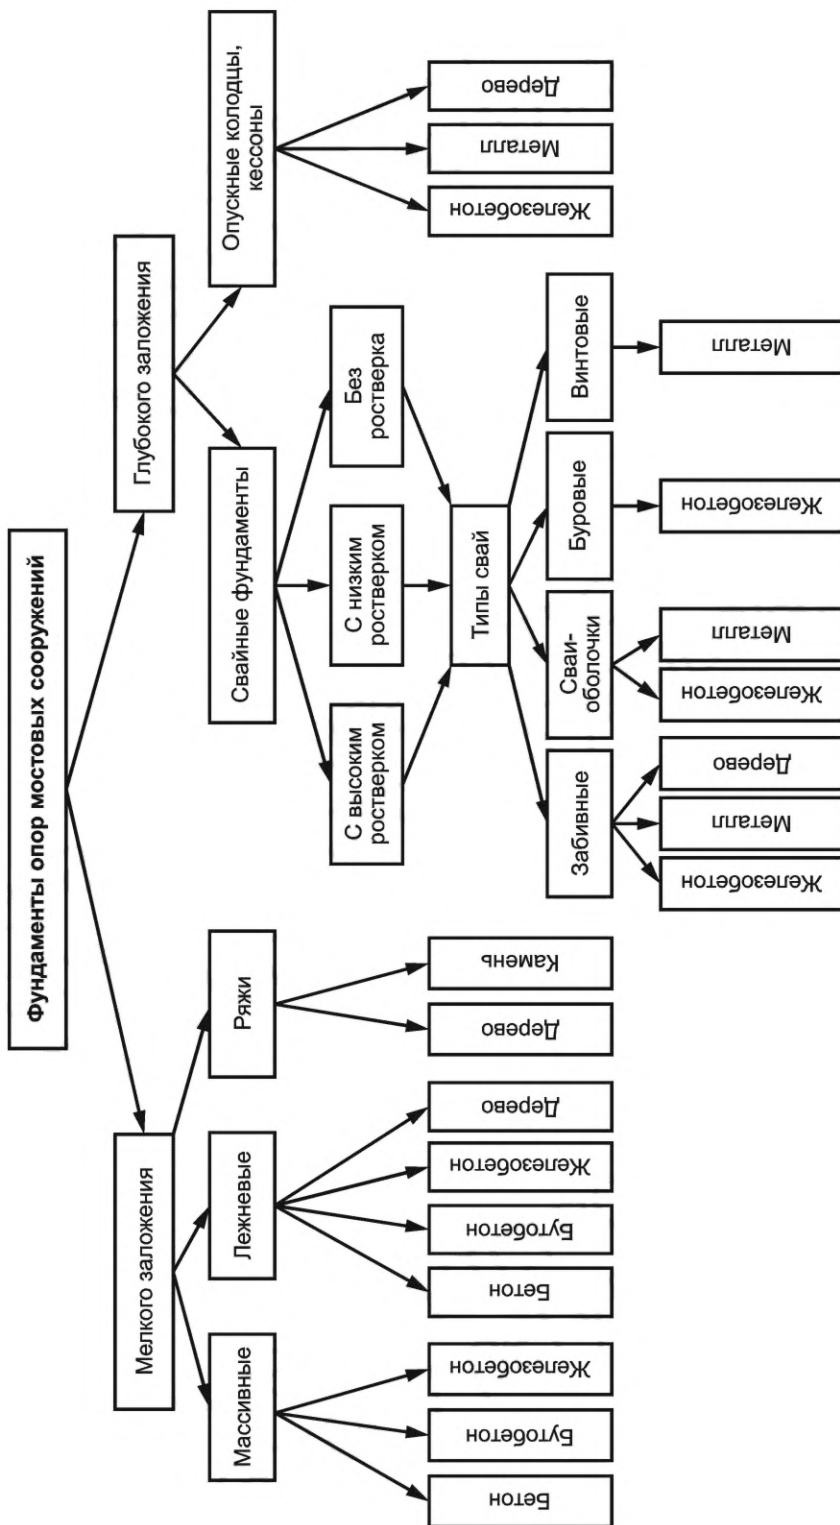 Фундаменты опор мостовых сооружений
Мелкого заложения
Глубокого заложения
Массивные
Лежневые
Ряжи
Свайные фундаменты
Опускные колодцы,
кессоны
С высоким
ростверком
С низким
ростверком
Без
ростверка
Бетон
Бутобетон
Железобетон
Бетон
Бутобетон
Железобетон
Дерево
Дерево
Камень
Типы свай
Железобетон
Металл
Дерево
Забивные
Сваи-
оболочки
Буровые
Винтовые
Железобетон
Металл
Дерево
Железобетон
Металл
Железобетон
Металл